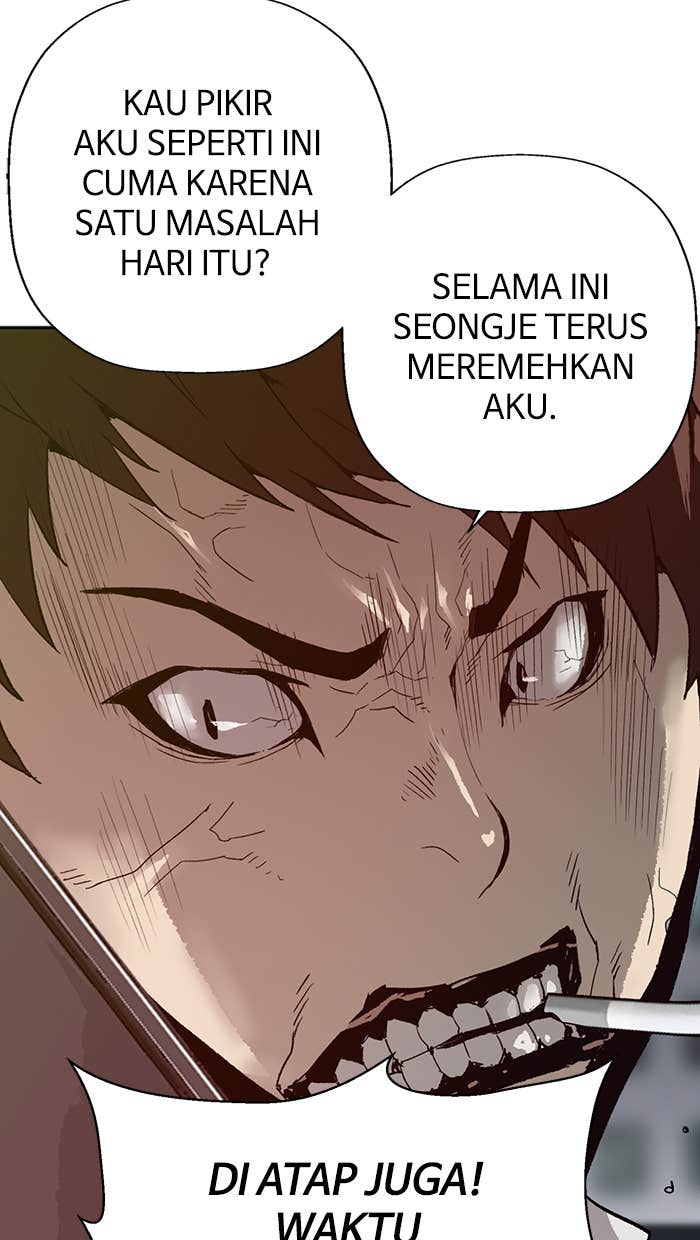 KAU PIKIR
AKU SEPERTI INI
CUMA KARENA
SATU MASALAH
HARI ITU?
SELAMA INI
SEONGJE TERUS
MEREMEHKAN
AKU.
DI ATAP JUGA!
WAKTU